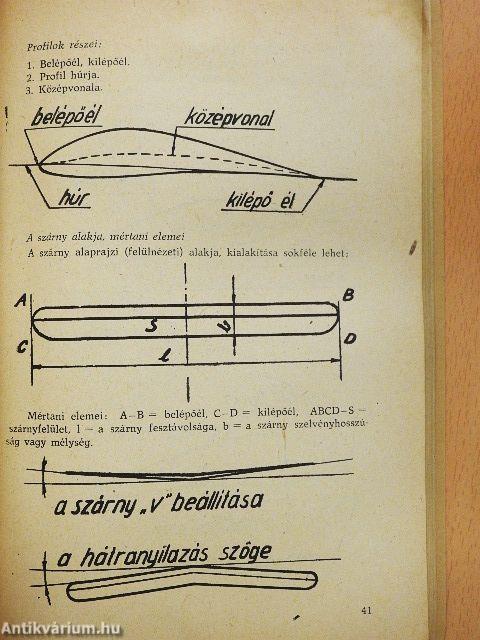 Profilok részei:
1. Belépőél, kilépőél.
2. Profil húrja.
3. Középvonala.
belépőél
középvonal
húr
kilépő él
A szárny alakja, mértani elemei
A szárny alaprajzi (felülnézeti) alakja, kialakítása sokféle lehet:
A
B
S
b
C
D
l
Mértani elemei: A–B = belépőél, C–D = kilépőél, ABCD–S =
szárnyfelület, l = a szárny fesztávolsága, b = a szárny szelvényhosszú-
ság vagy mélység.
a szárny „v" beállítása
a hátranyilazás szöge
41
Antikvárium.hu